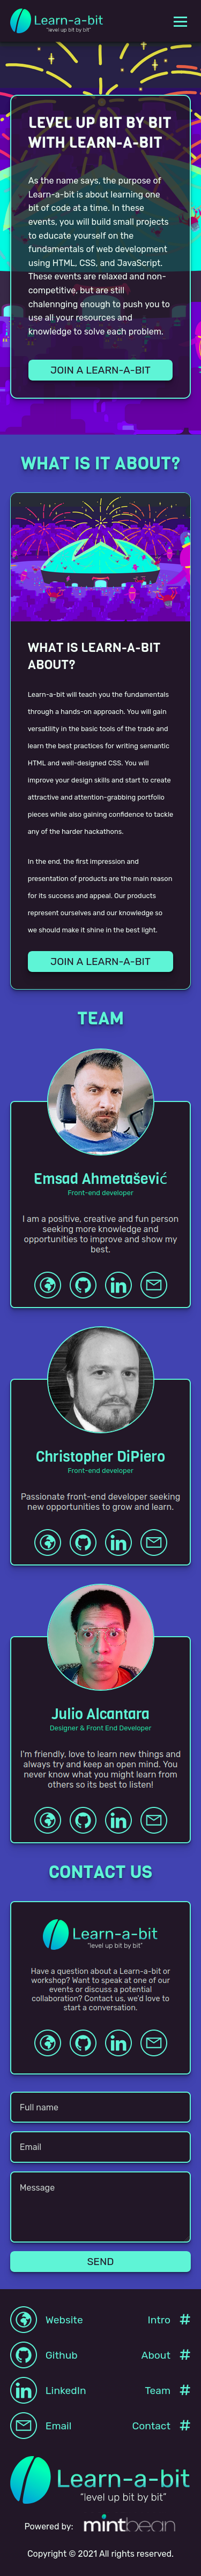 Learn-a-bit
"level up bit by bit"
LEVEL UP BIT BY BIT
WITH LEARN-A-BIT
As the name says, the purpose of
Learn-a-bit is about learning one
bit of code at a time. In these
events, you will build small projects
to educate yourself on the
fundamentals of web development
using HTML, CSS, and JavaScript.
These events are relaxed and non-
competitive, but are still
chalennging enough to push you to
use all your resources and
knowledge to solve each problem.
JOIN A LEARN-A-BIT
WHAT IS IT ABOUT?
WHAT IS LEARN-A-BIT
ABOUT?
Learn-a-bit will teach you the fundamentals
through a hands-on approach. You will gain
versatility in the basic tools of the trade and
learn the best practices for writing semantic
HTML and well-designed CSS. You will
improve your design skills and start to create
attractive and attention-grabbing portfolio
pieces while also gaining confidence to tackle
any of the harder hackathons.
In the end, the first impression and
presentation of products are the main reason
for its success and appeal. Our products
represent ourselves and our knowledge so
we should make it shine in the best light.
JOIN A LEARN-A-BIT
TEAM
Emsad Ahmetašević
Front-end developer
I am a positive, creative and fun person
seeking more knowledge and
opportunities to improve and show my
best.
Christopher DiPiero
Front-end developer
Passionate front-end developer seeking
new opportunities to grow and learn.
Julio Alcantara
Designer & Front End Developer
I'm friendly, love to learn new things and
always try and keep an open mind. You
never know what you might learn from
others so its best to listen!
CONTACT US
Learn-a-bit
"level up bit by bit"
Have a question about a Learn-a-bit or
workshop? Want to speak at one of our
events or discuss a potential
collaboration? Contact us, we'd love to
start a conversation.
Full name
Email
Message
SEND
Website Intro #
Github About #
LinkedIn Team #
Email Contact #
Learn-a-bit
"level up bit by bit"
Powered by: mintbean
Copyright © 2021 All rights reserved.